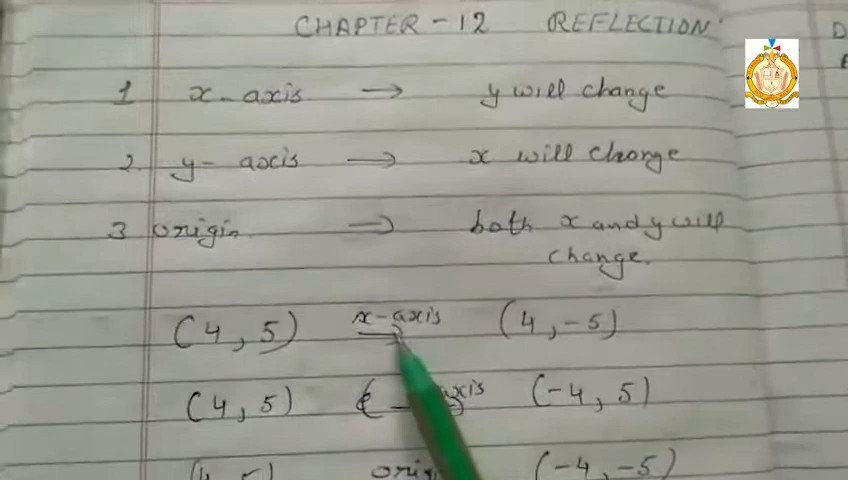 CHAPTER - 12 REFLECTION
1 x-axis → y will change
2. y-axis → x will change
3 origin → both x and y will
change.
(4, 5) x-axis → (4, -5)
(4, 5) (-4, 5)
(-4, -5)